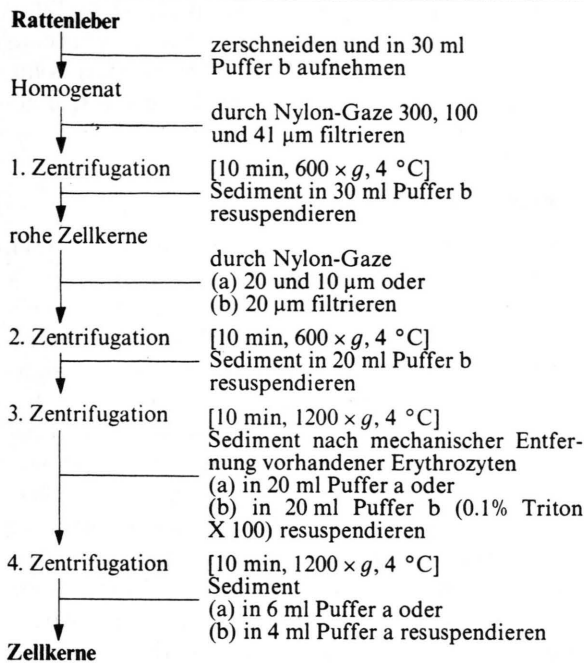 Rattenleber
zerschneiden und in 30 ml
Puffer b aufnehmen
Homogenat
durch Nylon-Gaze 300, 100
und 41 μm filtrieren
1. Zentrifugation [10 min, 600 × g, 4 °C]
Sediment in 30 ml Puffer b
resuspendieren
rohe Zellkerne
durch Nylon-Gaze
(a) 20 und 10 μm oder
(b) 20 μm filtrieren
2. Zentrifugation [10 min, 600 × g, 4 °C]
Sediment in 20 ml Puffer b
resuspendieren
3. Zentrifugation [10 min, 1200 × g, 4 °C]
Sediment nach mechanischer Entfer-
nung vorhandener Erythrozyten
(a) in 20 ml Puffer a oder
(b) in 20 ml Puffer b (0.1% Triton
X 100) resuspendieren
4. Zentrifugation [10 min, 1200 × g, 4 °C]
Sediment
(a) in 6 ml Puffer a oder
(b) in 4 ml Puffer a resuspendieren
Zellkerne